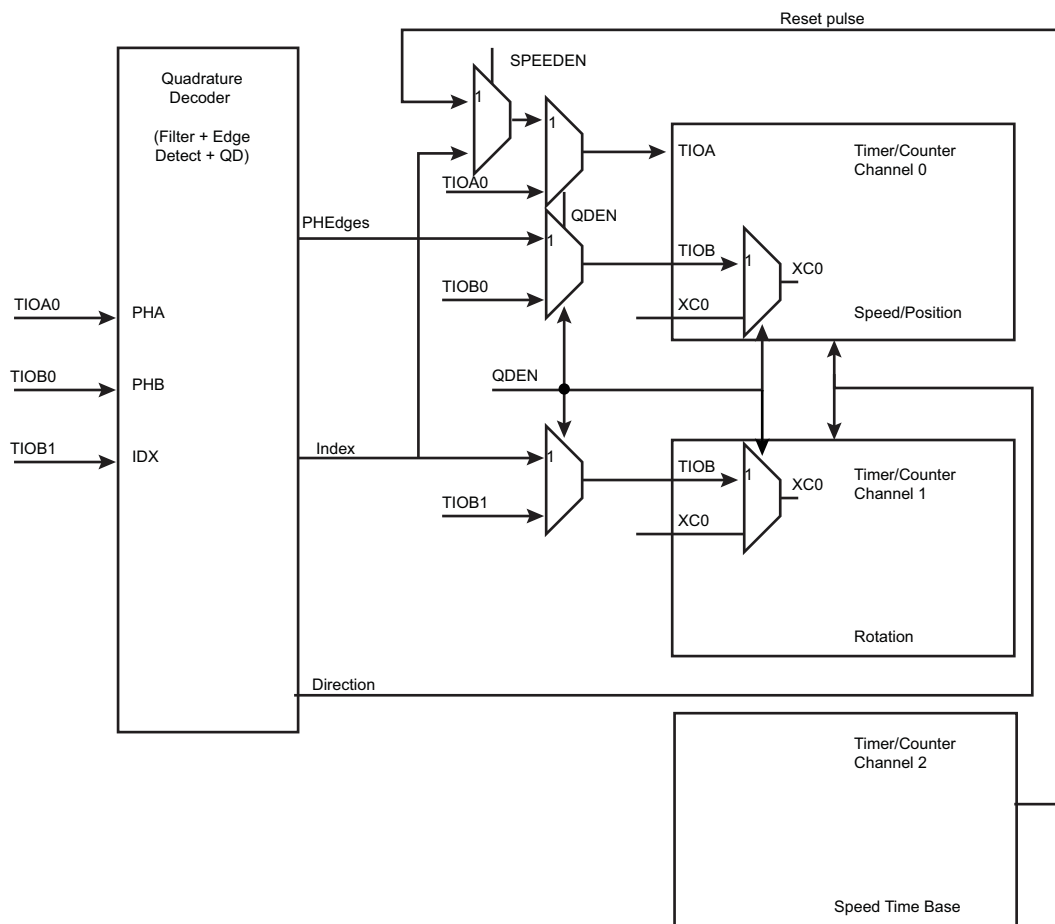 Reset pulse
SPEEDEN
Quadrature
Decoder
(Filter + Edge
Detect + QD)
1
1
TIOA
Timer/Counter
Channel 0
TIOA0
QDEN
PHEdges
1
TIOB
1
XC0
TIOB0
XC0
TIOA0
PHA
Speed/Position
TIOB0
PHB
QDEN
TIOB1
IDX
Index
1
TIOB
1
XC0
Timer/Counter
Channel 1
TIOB1
XC0
Rotation
Direction
Timer/Counter
Channel 2
Speed Time Base